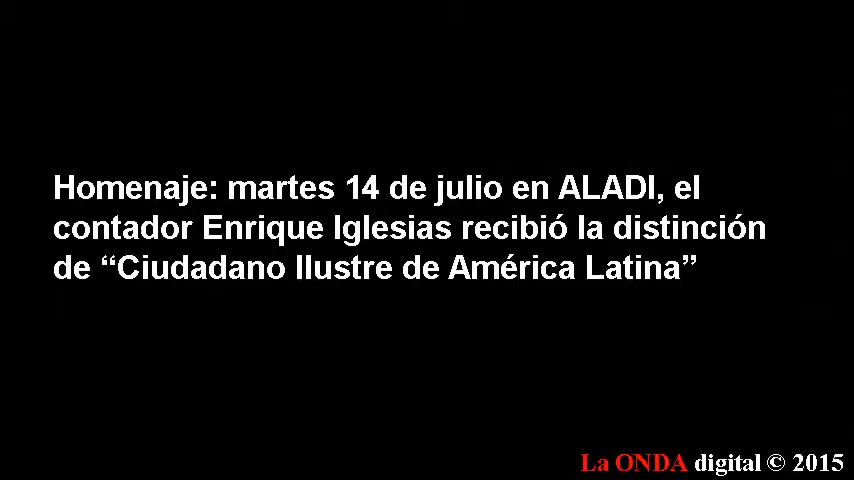 Homenaje: martes 14 de julio en ALADI, el
contador Enrique Iglesias recibió la distinción
de “Ciudadano Ilustre de América Latina”
La ONDA digital © 2015